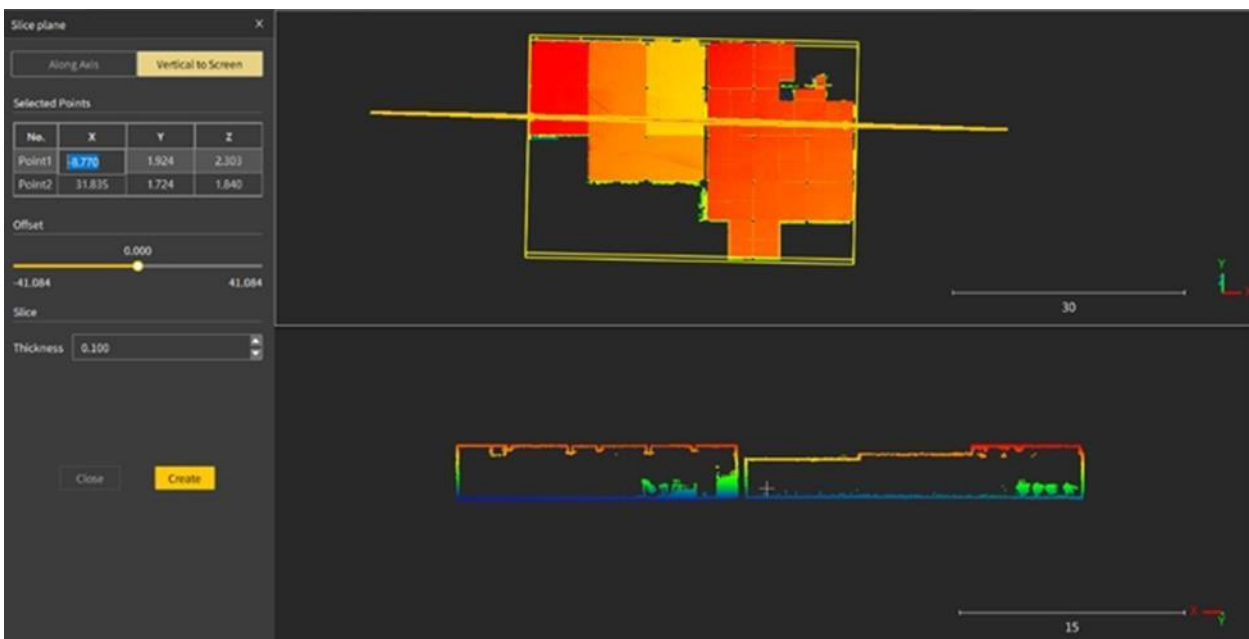 Slice plane X
Along Axis Vertical to Screen
Selected Points
No. X Y Z
Point1 -8.770 1.924 2.303
Point2 31.835 1.724 1.840
Offset
0.000
-41.084 41.084
Slice
Thickness 0.100
Close Create
Y
30
X
Y
15